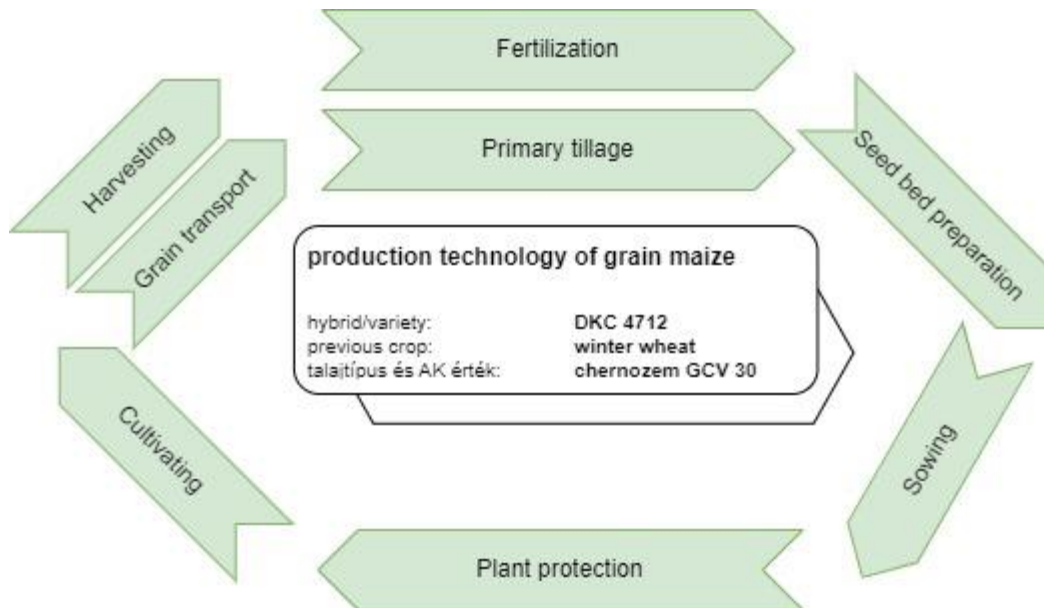 Fertilization
Primary tillage
Seed bed preparation
Harvesting
Grain transport
production technology of grain maize
hybrid/variety: DKC 4712
previous crop: winter wheat
talajtípus és AK érték: chernozem GCV 30
Cultivating
Sowing
Plant protection